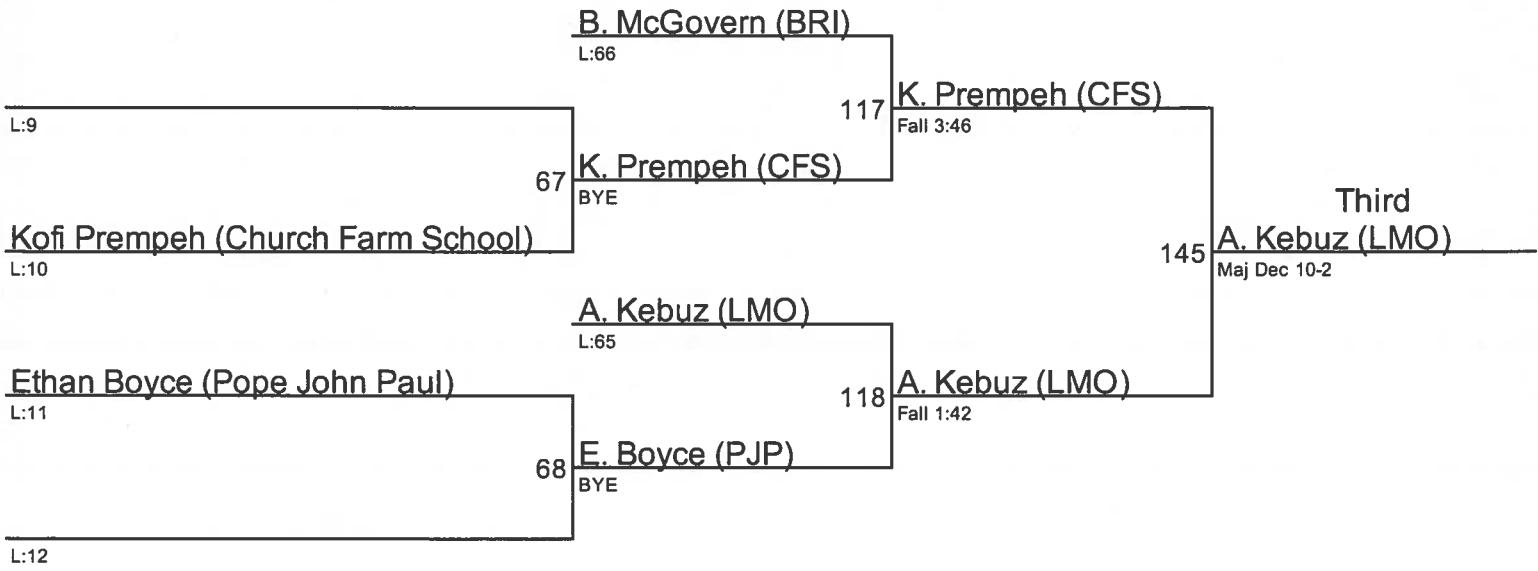 B. McGovern (BRI)
L:66
L:9
117
K. Prempeh (CFS)
Fall 3:46
67
K. Prempeh (CFS)
BYE
Kofi Prempeh (Church Farm School)
L:10
Third
145
A. Kebuz (LMO)
Maj Dec 10-2
A. Kebuz (LMO)
L:65
Ethan Boyce (Pope John Paul)
L:11
118
A. Kebuz (LMO)
Fall 1:42
68
E. Boyce (PJP)
BYE
L:12